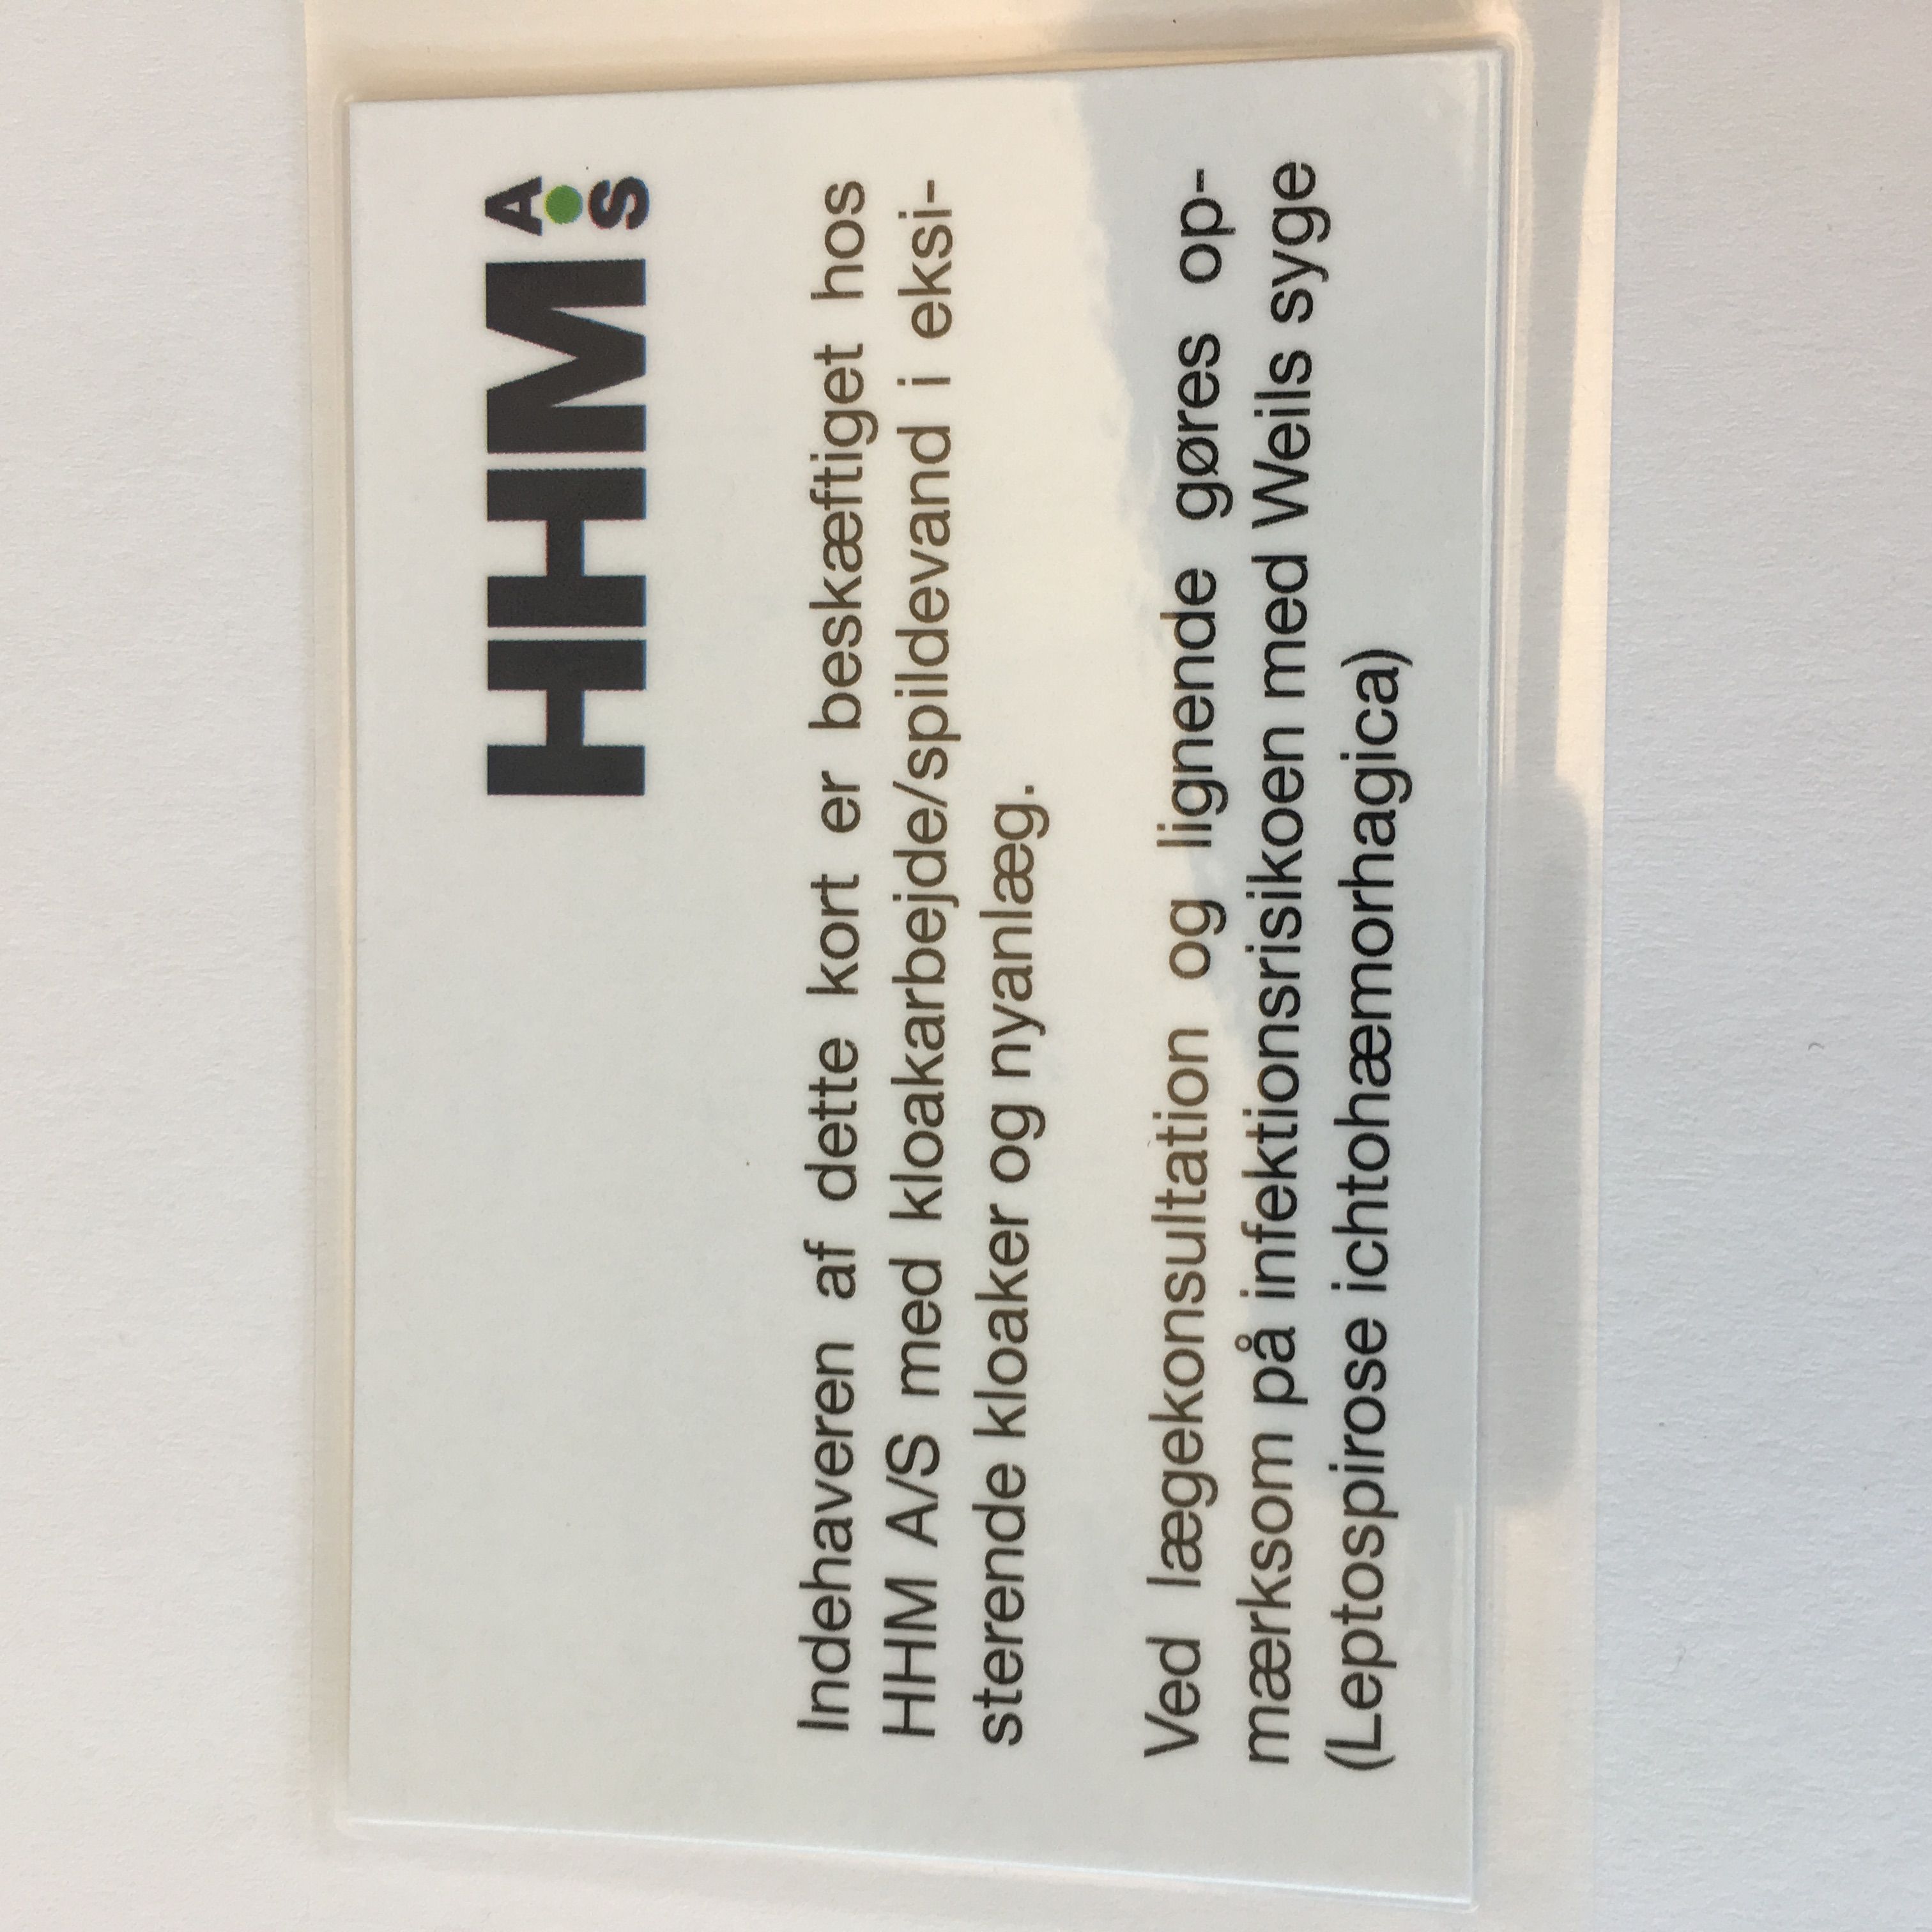 HHM A/S
Indehaveren af dette kort er beskæftiget hos
HHM A/S med kloakarbejde/spildevand i eksi-
sterende kloaker og nyanlæg.
Ved lægekonsultation og lignende gøres op-
mærksom på infektionsrisikoen med Weils syge
(Leptospirose ichtohæmorhagica)